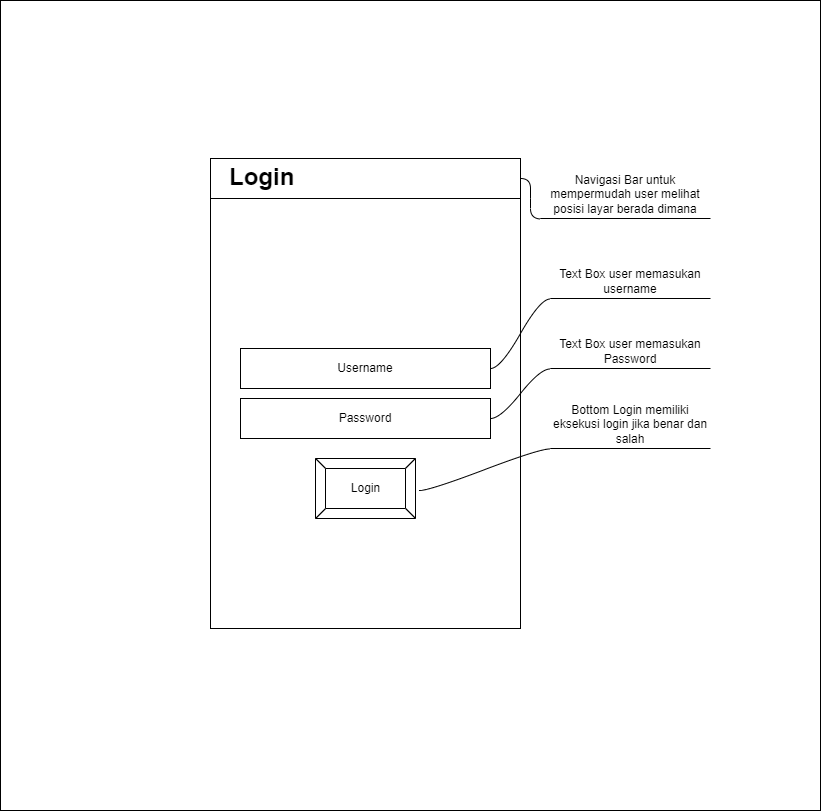 Login
Navigasi Bar untuk
mempermudah user melihat
posisi layar berada dimana
Text Box user memasukan
username
Username
Text Box user memasukan
Password
Password
Bottom Login memiliki
eksekusi login jika benar dan
salah
Login